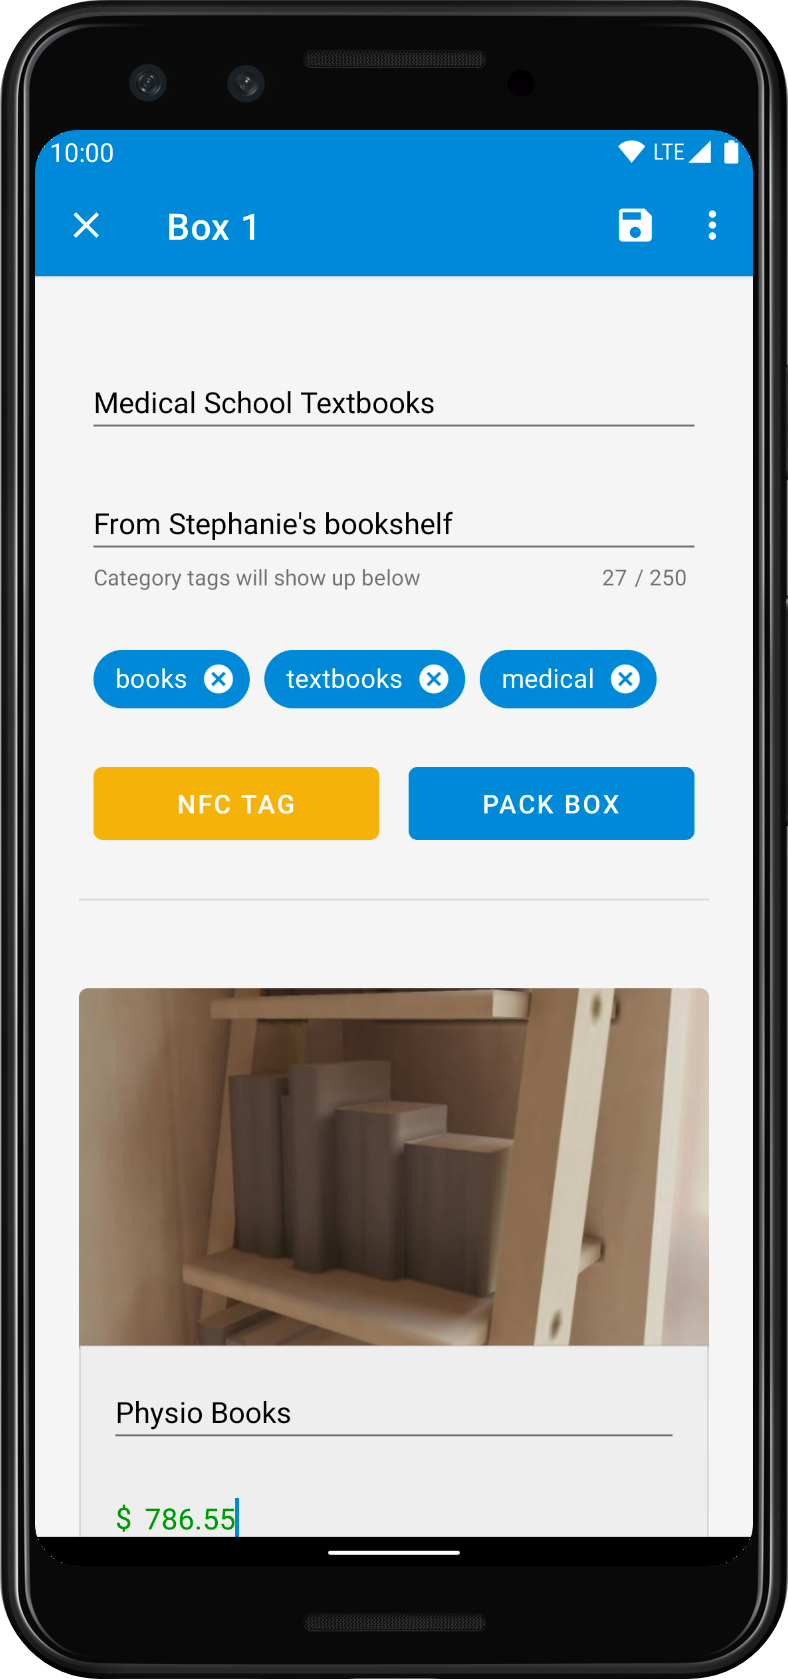 10:00 LTE
Box 1
Medical School Textbooks
From Stephanie's bookshelf
Category tags will show up below 27 / 250
books textbooks medical
NFC TAG PACK BOX
Physio Books
$ 786.55